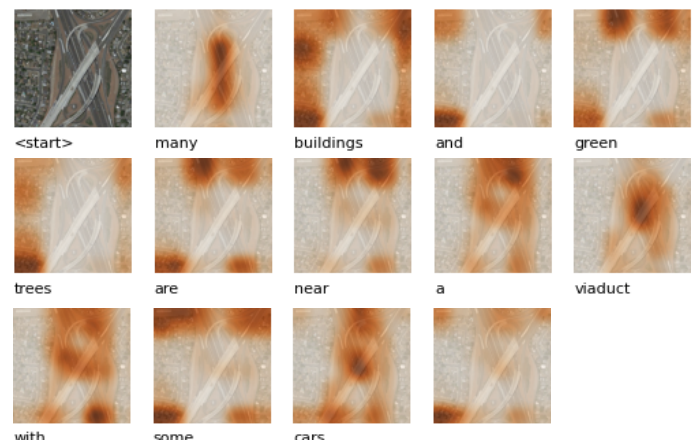 <start> many buildings and green
trees are near a viaduct
with some cars